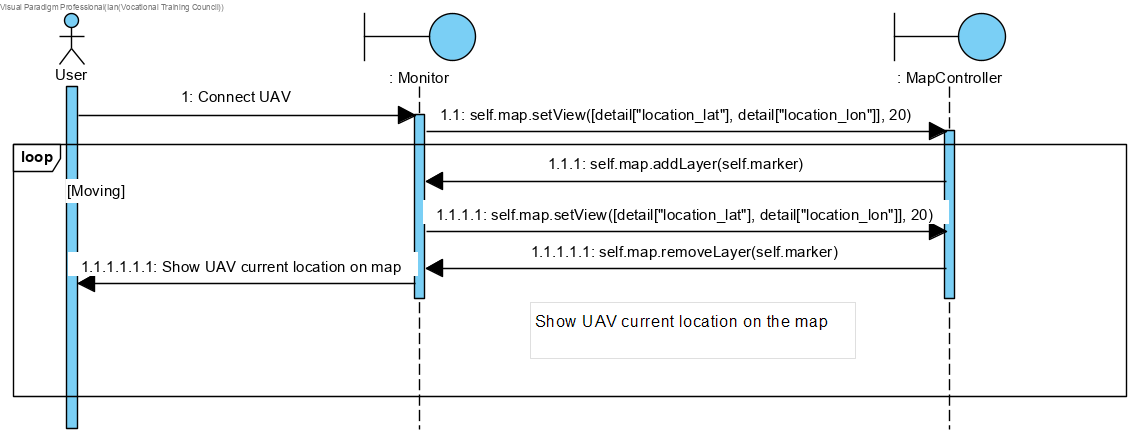 Visual Paradigm Professional(Ian(Vocational Training Council))
User
: Monitor
: MapController
1: Connect UAV
1.1: self.map.setView([detail["location_lat"], detail["location_lon"]], 20)
loop
1.1.1: self.map.addLayer(self.marker)
[Moving]
1.1.1.1: self.map.setView([detail["location_lat"], detail["location_lon"]], 20)
1.1.1.1.1: self.map.removeLayer(self.marker)
1.1.1.1.1.1: Show UAV current location on map
Show UAV current location on the map